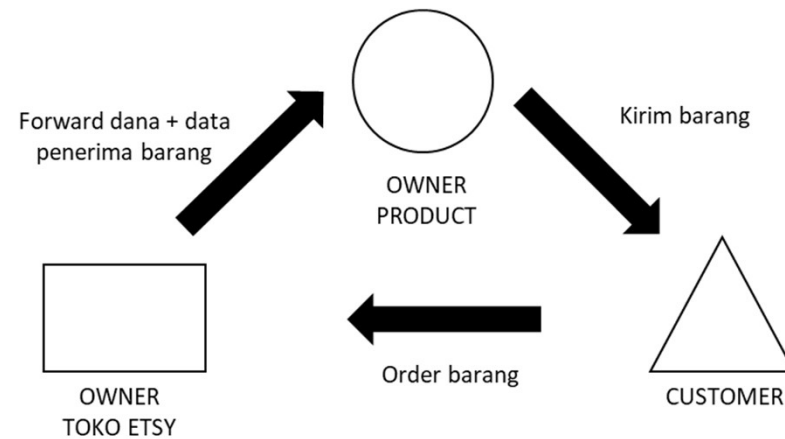 Forward dana + data
penerima barang
Kirim barang
OWNER
PRODUCT
Order barang
OWNER
TOKO ETSY
CUSTOMER